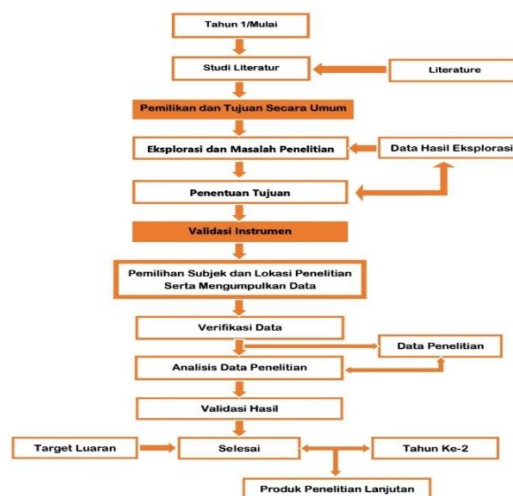 Tahun 1/Mulai
Studi Literatur
Literature
Pemilikan dan Tujuan Secara Umum
Eksplorasi dan Masalah Penelitian
Data Hasil Eksplorasi
Penentuan Tujuan
Validasi Instrumen
Pemilihan Subjek dan Lokasi Penelitian
Serta Mengumpulkan Data
Verifikasi Data
Data Penelitian
Analisis Data Penelitian
Validasi Hasil
Target Luaran
Selesai
Tahun Ke-2
Produk Penelitian Lanjutan